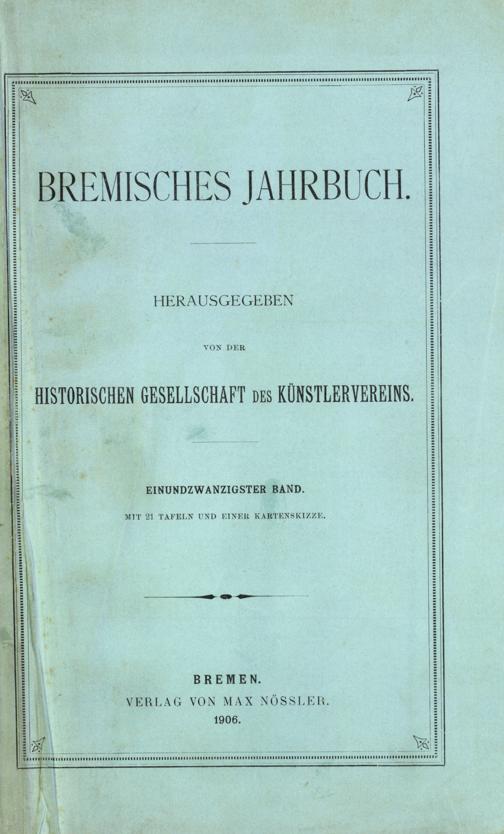 BREMISCHES JAHRBUCH.
HERAUSGEGEBEN
VON DER
HISTORISCHEN GESELLSCHAFT DES KÜNSTLERVEREINS.
EINUNDZWANZIGSTER BAND.
MIT 21 TAFELN UND EINER KARTENSKIZZE.
BREMEN.
VERLAG VON MAX NÖSSLER.
1906.